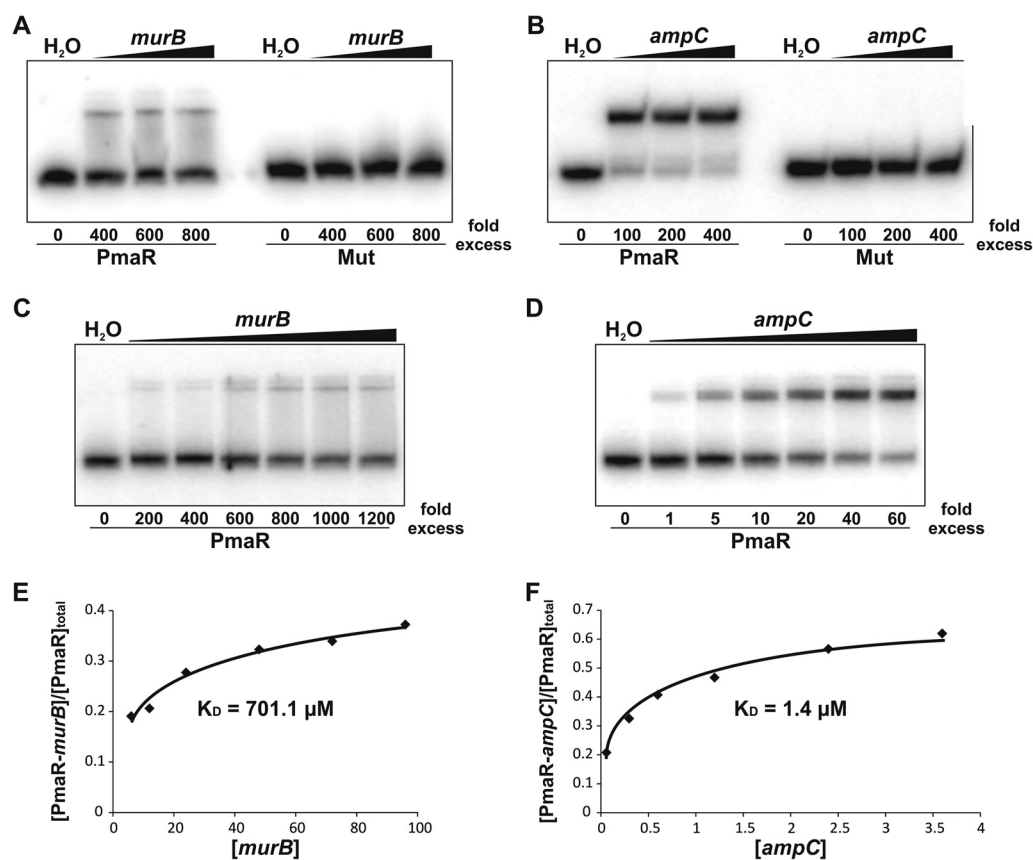 A
H₂O murB H₂O murB
0 400 600 800 0 400 600 800 fold excess
PmaR Mut
B
H₂O ampC H₂O ampC
0 100 200 400 0 100 200 400 fold excess
PmaR Mut
C
H₂O murB
0 200 400 600 800 1000 1200 fold excess
PmaR
D
H₂O ampC
0 1 5 10 20 40 60 fold excess
PmaR
E
[PmaR-murB]/[PmaR]total
0.4
0.3
0.2
0.1
0
K_D = 701.1 µM
0 20 40 60 80 100
[murB]
F
[PmaR-ampC]/[PmaR]total
0.7
0.6
0.5
0.4
0.3
0.2
0.1
0
K_D = 1.4 µM
0 0.5 1 1.5 2 2.5 3 3.5 4
[ampC]